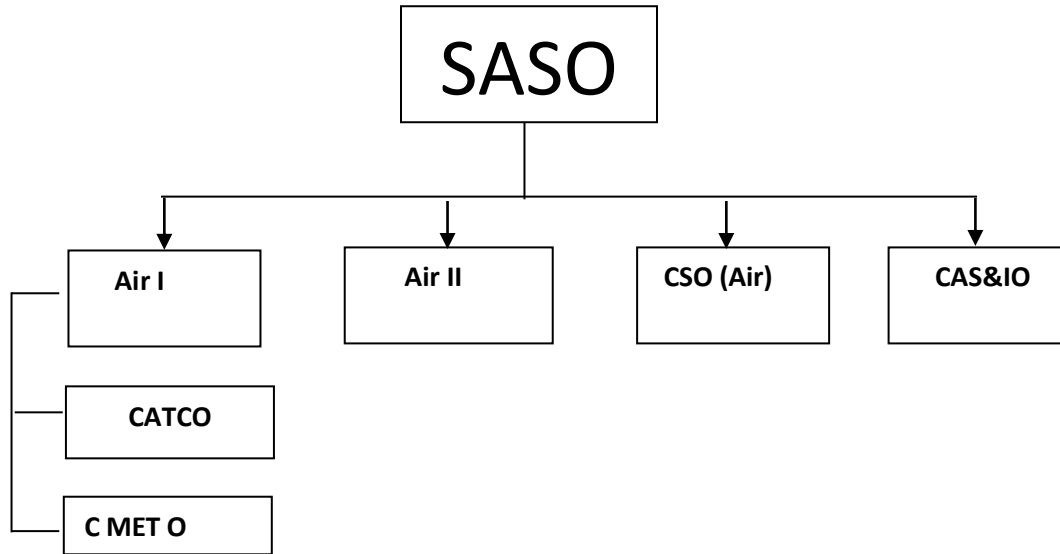 SASO
Air I
Air II
CSO (Air)
CAS&IO
CATCO
C MET O